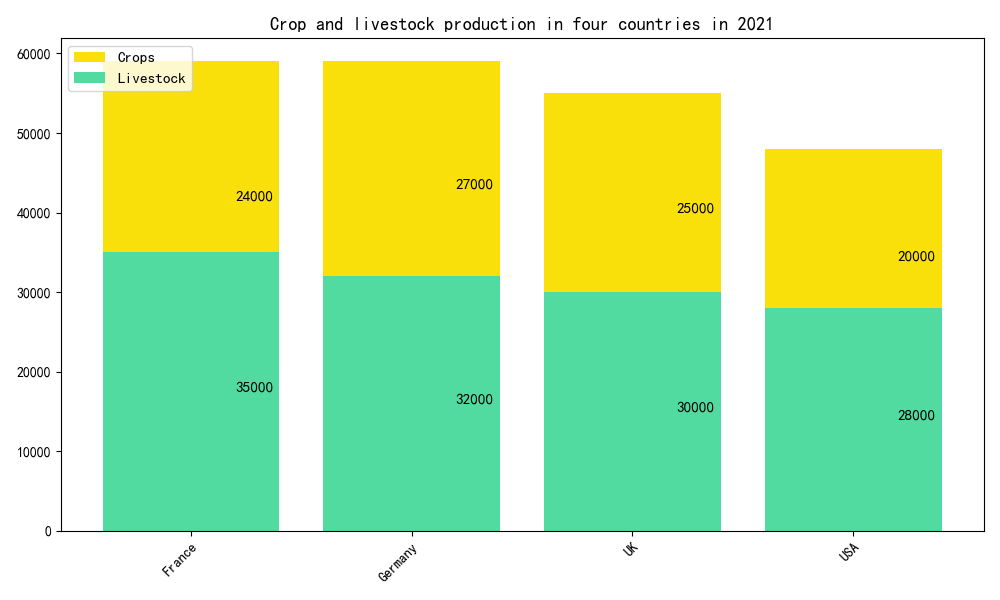 Crop and livestock production in four countries in 2021
60000
50000
40000
30000
20000
10000
0
Crops
Livestock
24000
27000
25000
20000
35000
32000
30000
28000
France
Germany
UK
USA